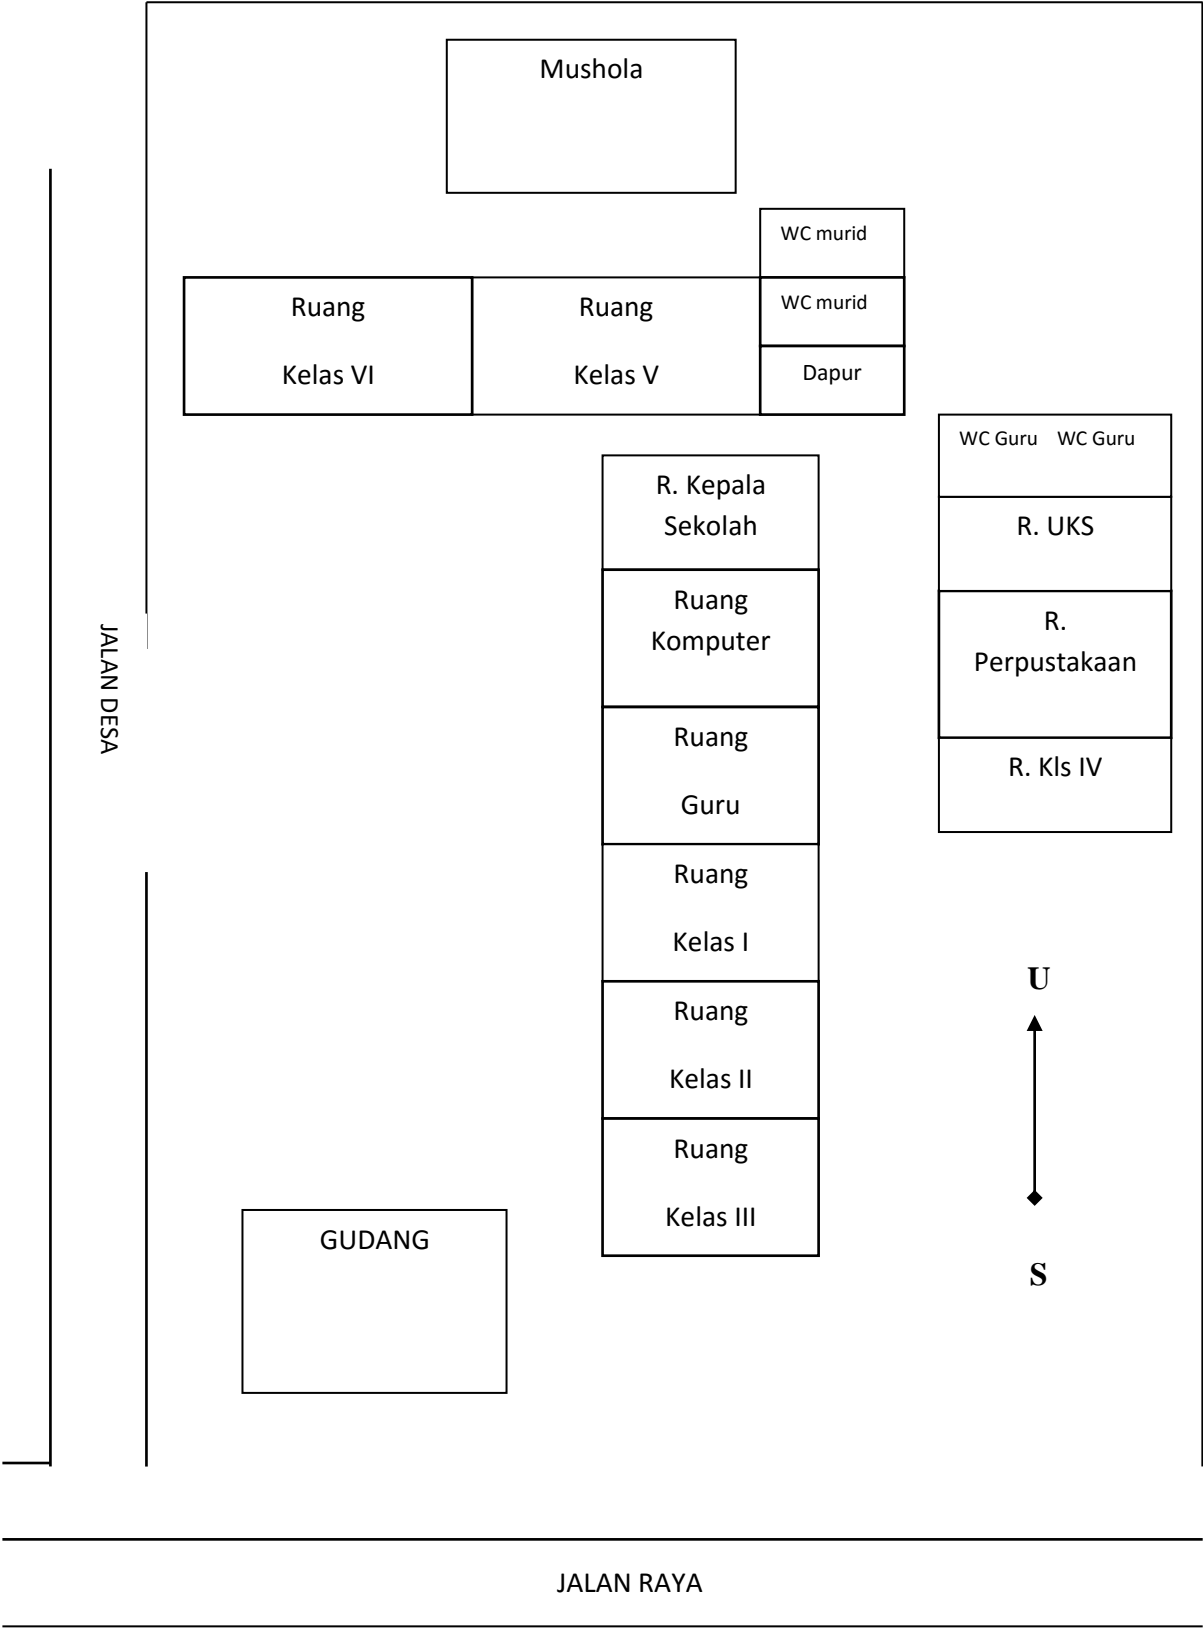 Mushola
WC murid
Ruang
Kelas VI
Ruang
Kelas V
WC murid
Dapur
WC Guru WC Guru
R. Kepala
Sekolah
R. UKS
Ruang
Komputer
R.
Perpustakaan
JALAN DESA
Ruang
Guru
R. Kls IV
Ruang
Kelas I
Ruang
Kelas II
U
Ruang
Kelas III
GUDANG
S
JALAN RAYA